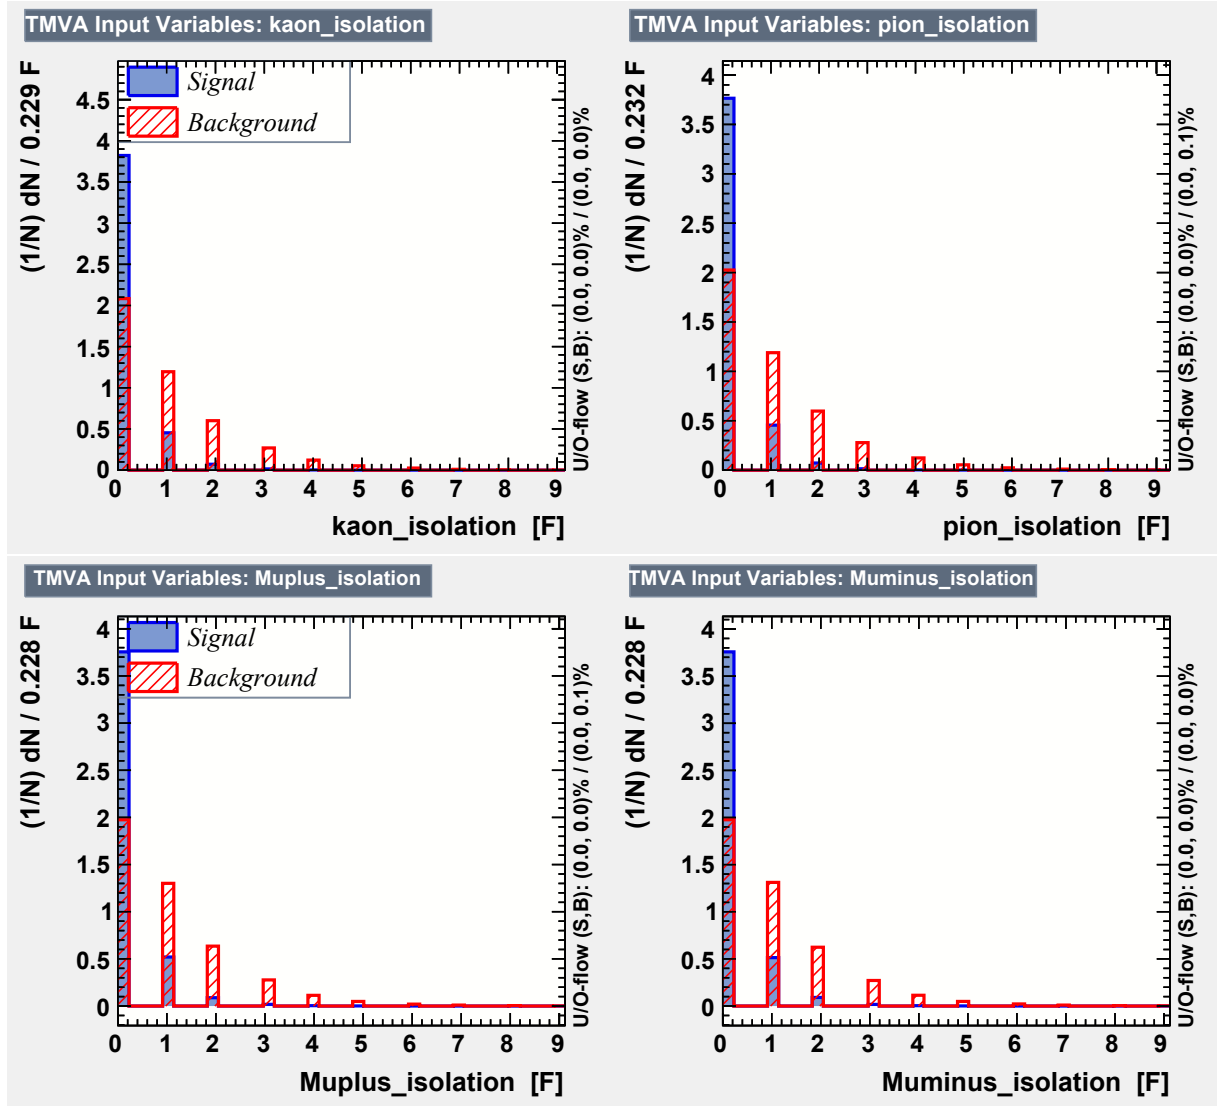 TMVA Input Variables: kaon_isolation
(1/N) dN / 0.229 F
Signal
Background
4.5
4
3.5
3
2.5
2
1.5
1
0.5
0
0 1 2 3 4 5 6 7 8 9
kaon_isolation [F]
U/O-flow (S,B): (0.0, 0.0)% / (0.0, 0.0)%
TMVA Input Variables: pion_isolation
(1/N) dN / 0.232 F
4
3.5
3
2.5
2
1.5
1
0.5
0
0 1 2 3 4 5 6 7 8 9
pion_isolation [F]
U/O-flow (S,B): (0.0, 0.0)% / (0.0, 0.1)%
TMVA Input Variables: Muplus_isolation
(1/N) dN / 0.228 F
Signal
Background
4
3.5
3
2.5
2
1.5
1
0.5
0
0 1 2 3 4 5 6 7 8 9
Muplus_isolation [F]
U/O-flow (S,B): (0.0, 0.0)% / (0.0, 0.1)%
TMVA Input Variables: Muminus_isolation
(1/N) dN / 0.228 F
4
3.5
3
2.5
2
1.5
1
0.5
0
0 1 2 3 4 5 6 7 8 9
Muminus_isolation [F]
U/O-flow (S,B): (0.0, 0.0)% / (0.0, 0.0)%